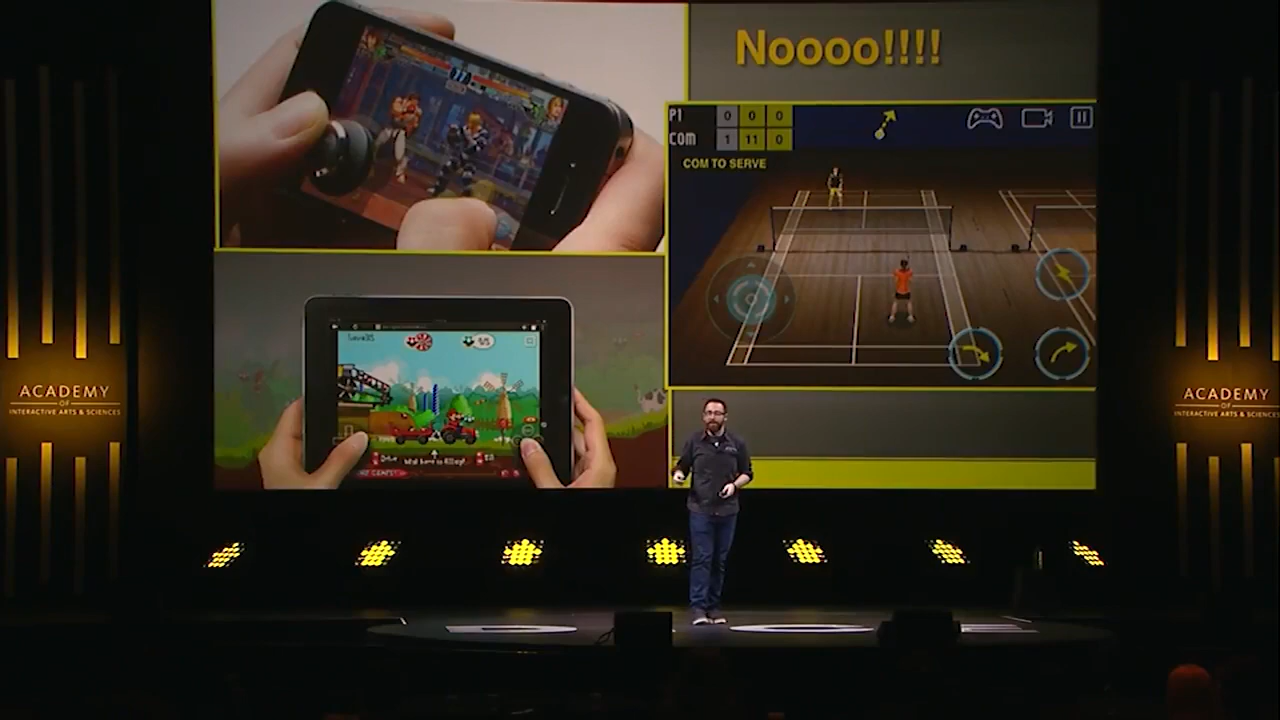 Noooo!!!!
P1 0 0 0
COM 1 11 0
COM TO SERVE
ACADEMY
OF
INTERACTIVE ARTS & SCIENCES
ACADEMY
OF
INTERACTIVE ARTS & SCIENCES
D I C E